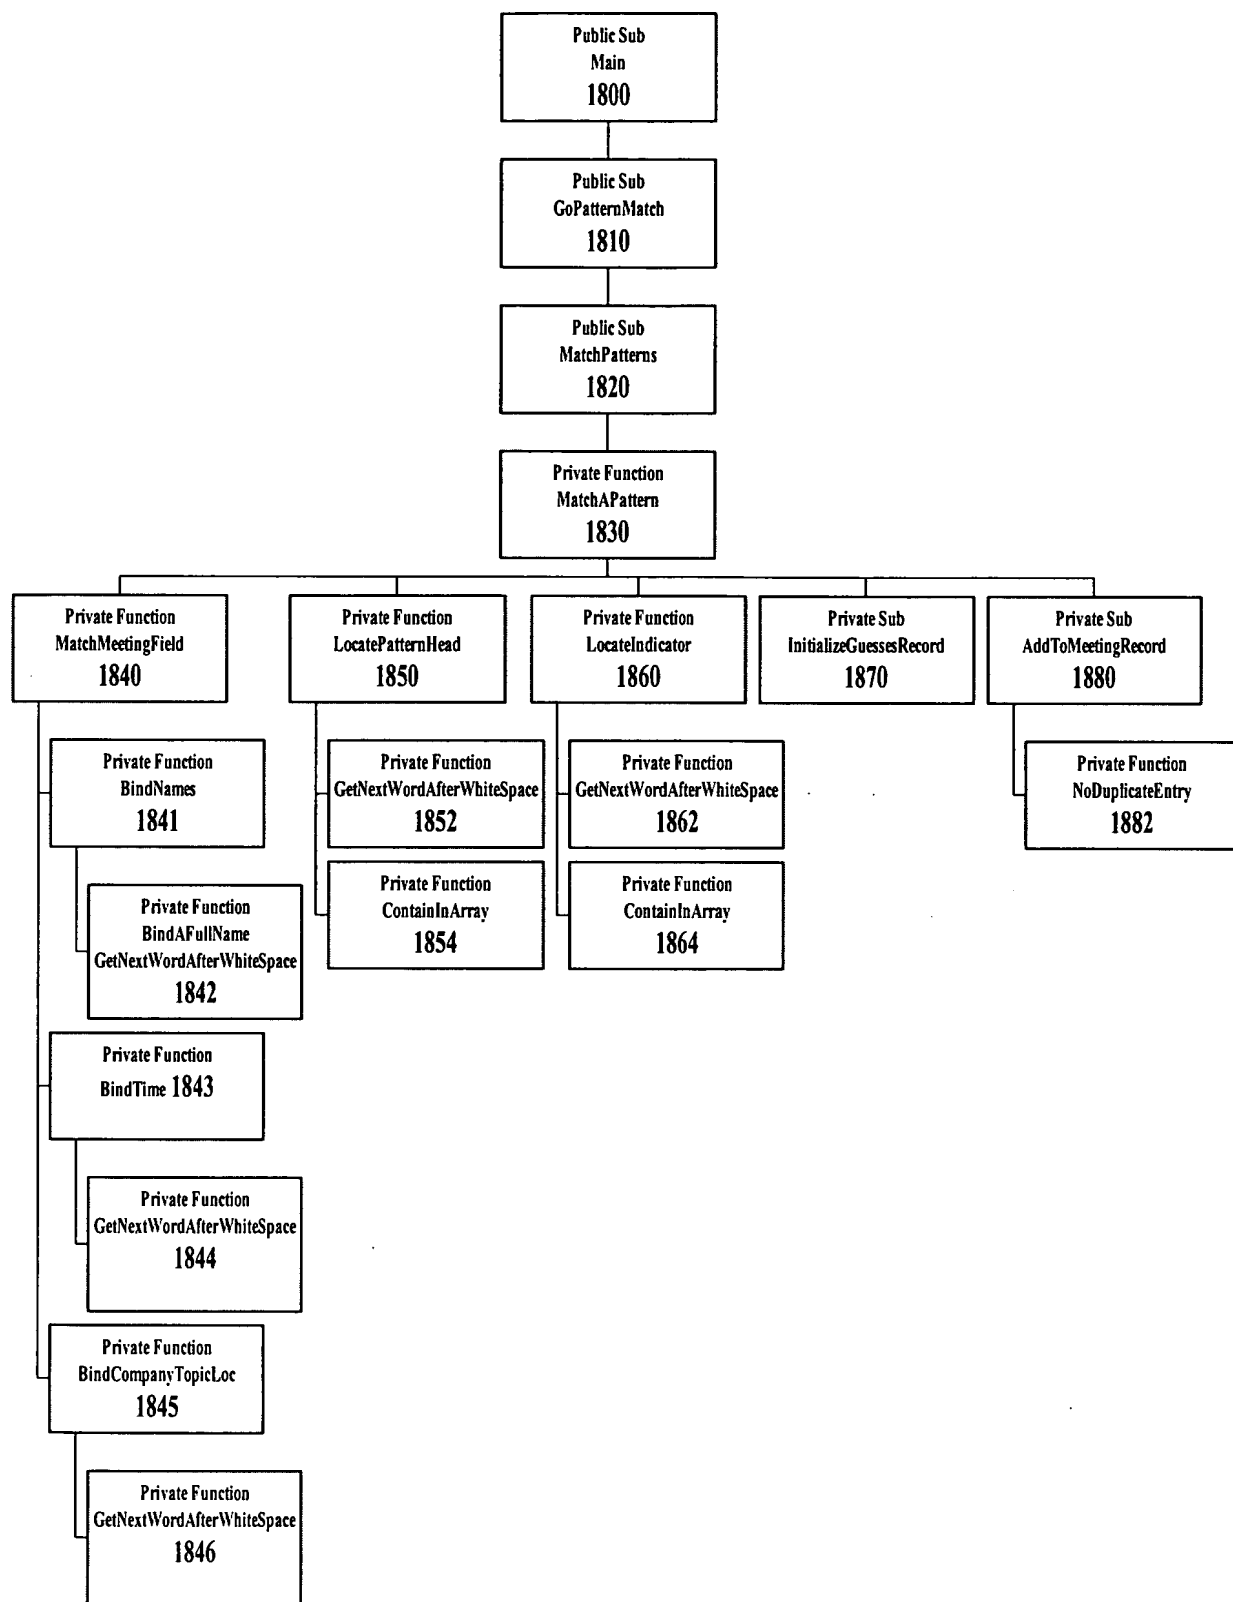 Public Sub
Main
1800
Public Sub
GoPatternMatch
1810
Public Sub
MatchPatterns
1820
Private Function
MatchAPattern
1830
Private Function
MatchMeetingField
1840
Private Function
LocatePatternHead
1850
Private Function
LocateIndicator
1860
Private Sub
InitializeGuessesRecord
1870
Private Sub
AddToMeetingRecord
1880
Private Function
BindNames
1841
Private Function
GetNextWordAfterWhiteSpace
1852
Private Function
GetNextWordAfterWhiteSpace
1862
Private Function
NoDuplicateEntry
1882
Private Function
ContainInArray
1854
Private Function
ContainInArray
1864
Private Function
BindAFullName
GetNextWordAfterWhiteSpace
1842
Private Function
BindTime 1843
Private Function
GetNextWordAfterWhiteSpace
1844
Private Function
BindCompanyTopicLoc
1845
Private Function
GetNextWordAfterWhiteSpace
1846